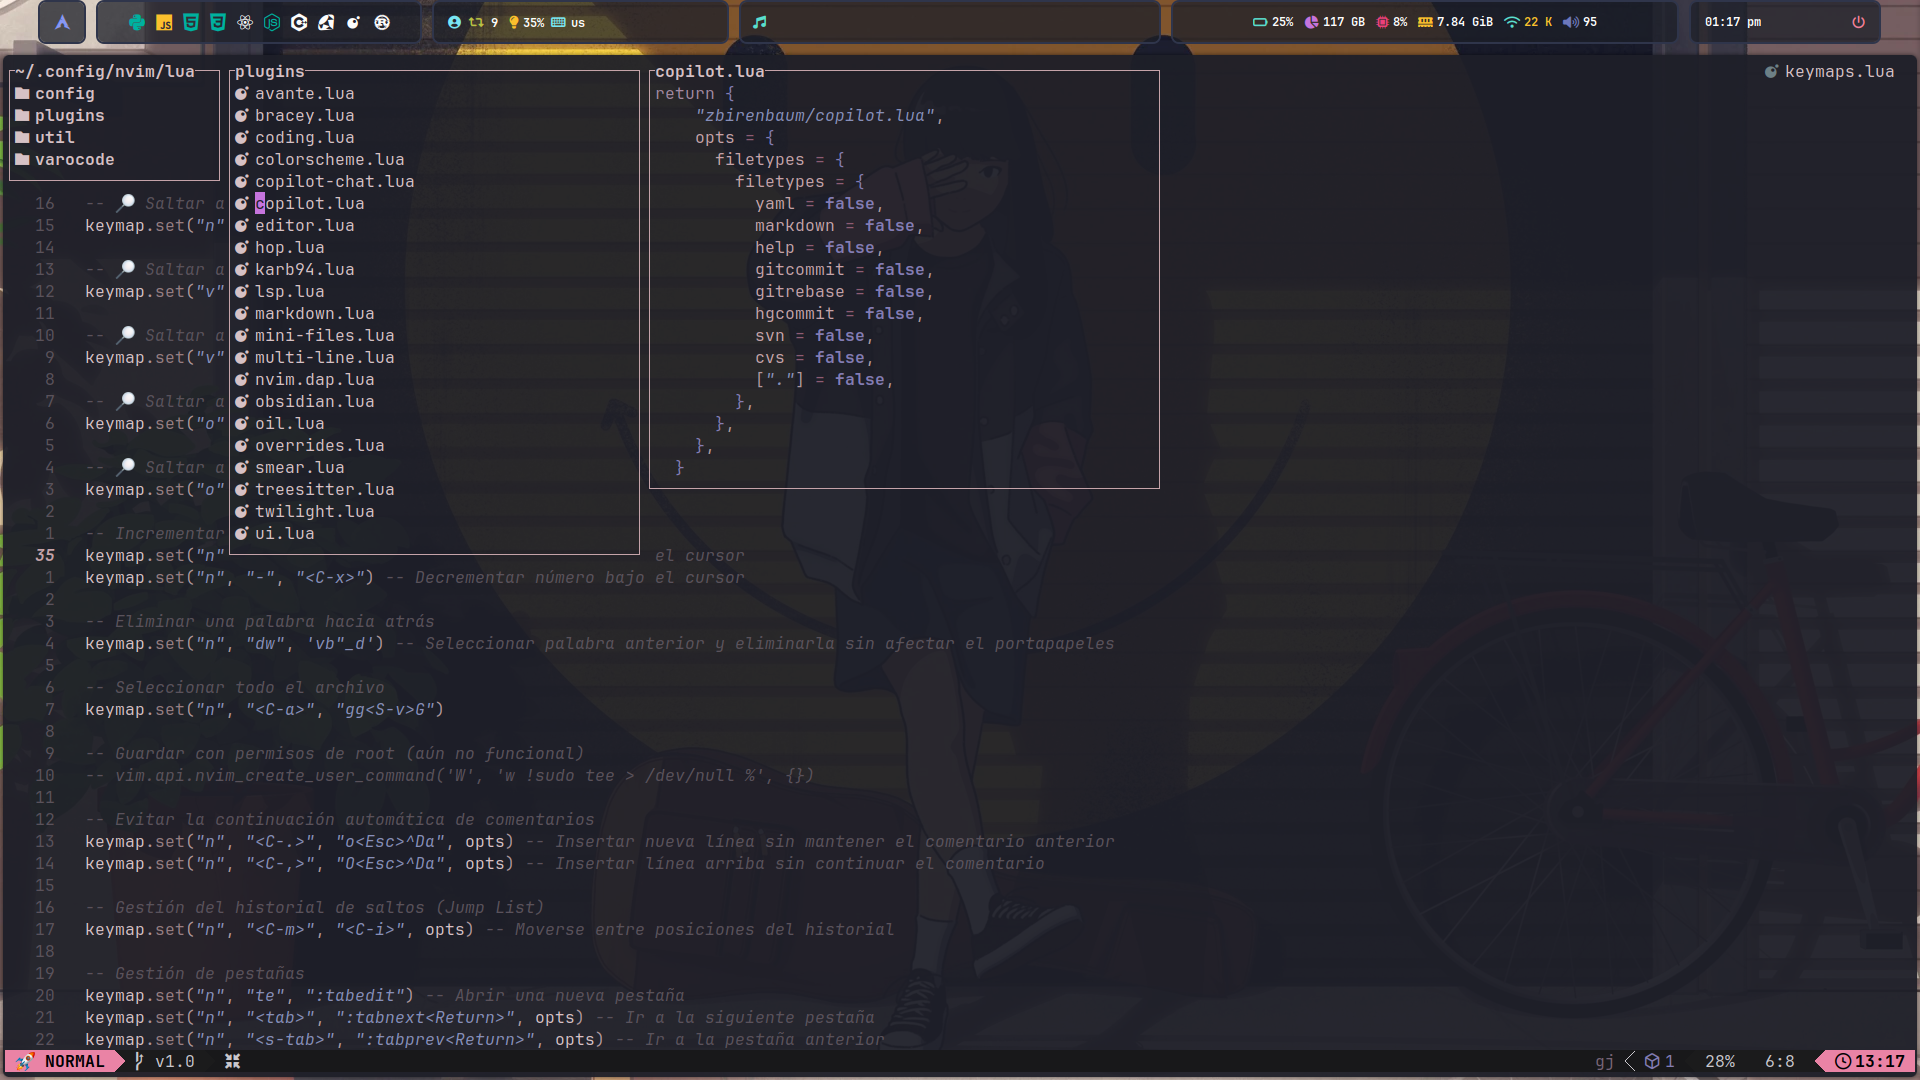 9 35% us 25% 117 GB 8% 7.84 GiB 22 K 95 01:17 pm
~/.config/nvim/lua
config
plugins
util
varocode
plugins
avante.lua
bracey.lua
coding.lua
colorscheme.lua
copilot-chat.lua
copilot.lua
editor.lua
hop.lua
karb94.lua
lsp.lua
markdown.lua
mini-files.lua
multi-line.lua
nvim.dap.lua
obsidian.lua
oil.lua
overrides.lua
smear.lua
treesitter.lua
twilight.lua
ui.lua
copilot.lua
return {
"zbirenbaum/copilot.lua",
opts = {
filetypes = {
filetypes = {
yaml = false,
markdown = false,
help = false,
gitcommit = false,
gitrebase = false,
hgcommit = false,
svn = false,
cvs = false,
["."] = false,
},
},
},
}
keymaps.lua
16 -- 🔎 Saltar a
15 keymap.set("n"
14
13 -- 🔎 Saltar a
12 keymap.set("v"
11
10 -- 🔎 Saltar a
9 keymap.set("v"
8
7 -- 🔎 Saltar a
6 keymap.set("o"
5
4 -- 🔎 Saltar a
3 keymap.set("o"
2
1 -- Incrementar
35 keymap.set("n" el cursor
1 keymap.set("n", "-", "<C-x>") -- Decrementar número bajo el cursor
2
3 -- Eliminar una palabra hacia atrás
4 keymap.set("n", "dw", 'vb"_d') -- Seleccionar palabra anterior y eliminarla sin afectar el portapapeles
5
6 -- Seleccionar todo el archivo
7 keymap.set("n", "<C-a>", "gg<S-v>G")
8
9 -- Guardar con permisos de root (aún no funcional)
10 -- vim.api.nvim_create_user_command('W', 'w !sudo tee > /dev/null %', {})
11
12 -- Evitar la continuación automática de comentarios
13 keymap.set("n", "<C-.>", "o<Esc>^Da", opts) -- Insertar nueva línea sin mantener el comentario anterior
14 keymap.set("n", "<C-,>", "O<Esc>^Da", opts) -- Insertar línea arriba sin continuar el comentario
15
16 -- Gestión del historial de saltos (Jump List)
17 keymap.set("n", "<C-m>", "<C-i>", opts) -- Moverse entre posiciones del historial
18
19 -- Gestión de pestañas
20 keymap.set("n", "te", ":tabedit") -- Abrir una nueva pestaña
21 keymap.set("n", "<tab>", ":tabnext<Return>", opts) -- Ir a la siguiente pestaña
22 keymap.set("n", "<s-tab>", ":tabprev<Return>", opts) -- Ir a la pestaña anterior
NORMAL v1.0 gj 1 28% 6:8 13:17